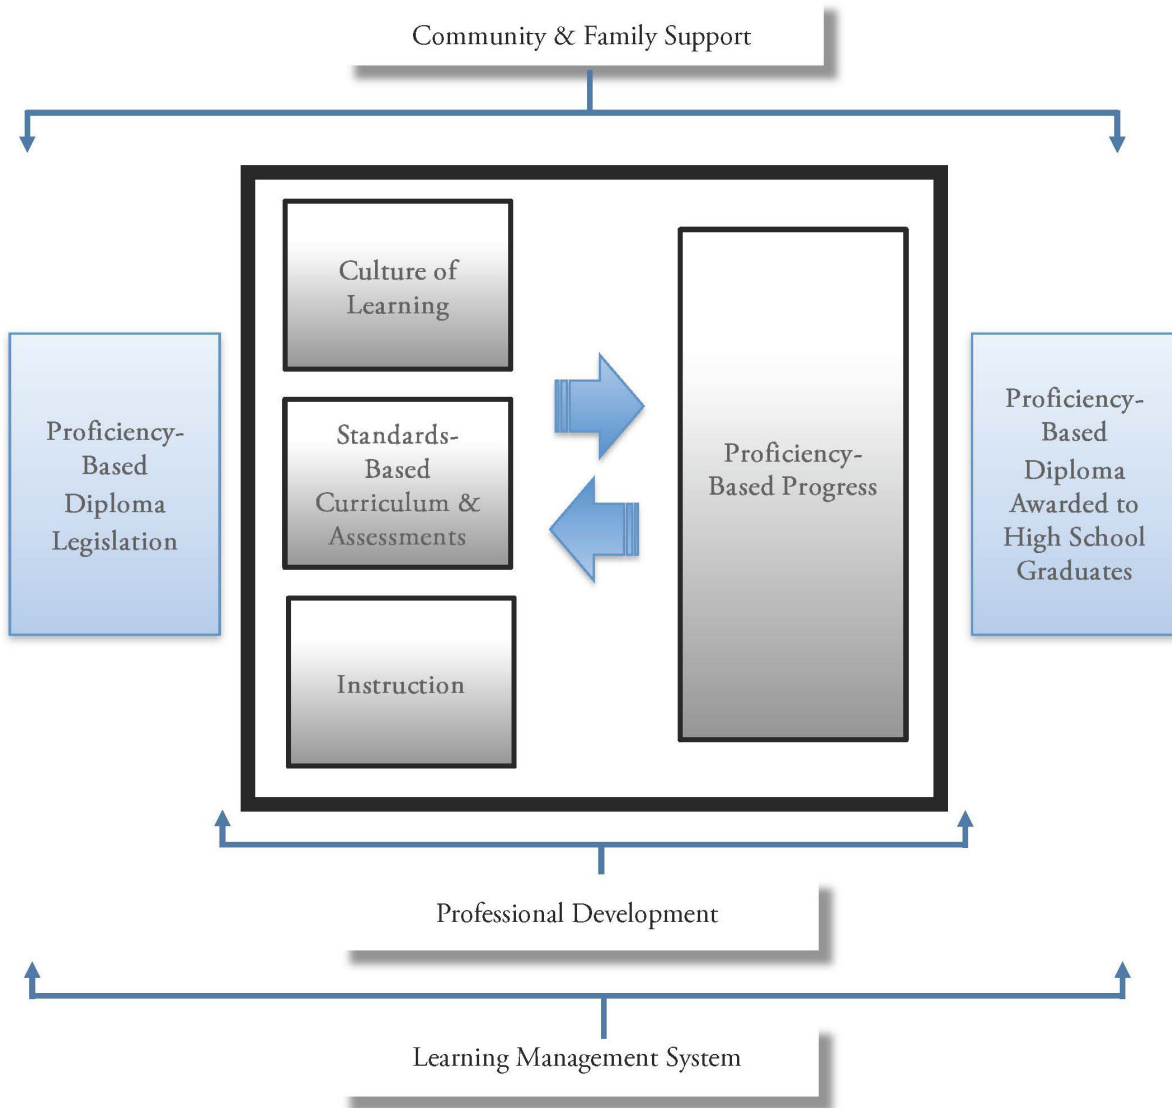 Community & Family Support
Culture of
Learning
Proficiency-
Based
Diploma
Legislation
Standards-
Based
Curriculum &
Assessments
Proficiency-
Based Progress
Proficiency-
Based
Diploma
Awarded to
High School
Graduates
Instruction
Professional Development
Learning Management System